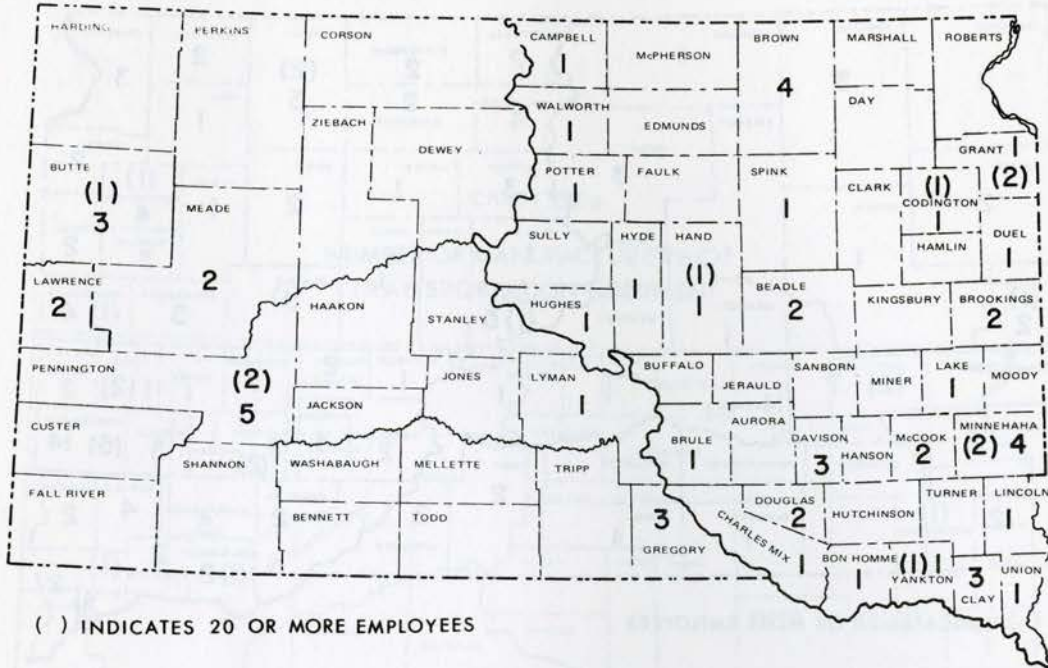 HARDING
PERKINS
CORSON
CAMPBELL
1
McPHERSON
BROWN
4
MARSHALL
ROBERTS
WALWORTH
1
EDMUNDS
DAY
ZIEBACH
DEWEY
GRANT
(2)
1
BUTTE
(1)
3
MEADE
2
POTTER
1
FAULK
SPINK
1
CLARK
(1)
CODINGTON
1
HAMLIN
DUEL
1
SULLY
HYDE
1
HAND
(1)
1
LAWRENCE
2
HAAKON
STANLEY
HUGHES
1
BEADLE
2
KINGSBURY
BROOKINGS
2
PENNINGTON
(2)
5
JONES
LYMAN
1
BUFFALO
JERAULD
SANBORN
MINER
LAKE
1
MOODY
JACKSON
CUSTER
AURORA
BRULE
1
DAVISON
3
HANSON
McCOOK
2
MINNEHAHA
(2) 4
SHANNON
WASHABAUGH
MELLETTE
TRIPP
FALL RIVER
BENNETT
TODD
3
GREGORY
CHARLES MIX
1
DOUGLAS
2
HUTCHINSON
TURNER
LINCOLN
BON HOMME
1
(1) 1
YANKTON
3
CLAY
UNION
1
( ) INDICATES 20 OR MORE EMPLOYEES